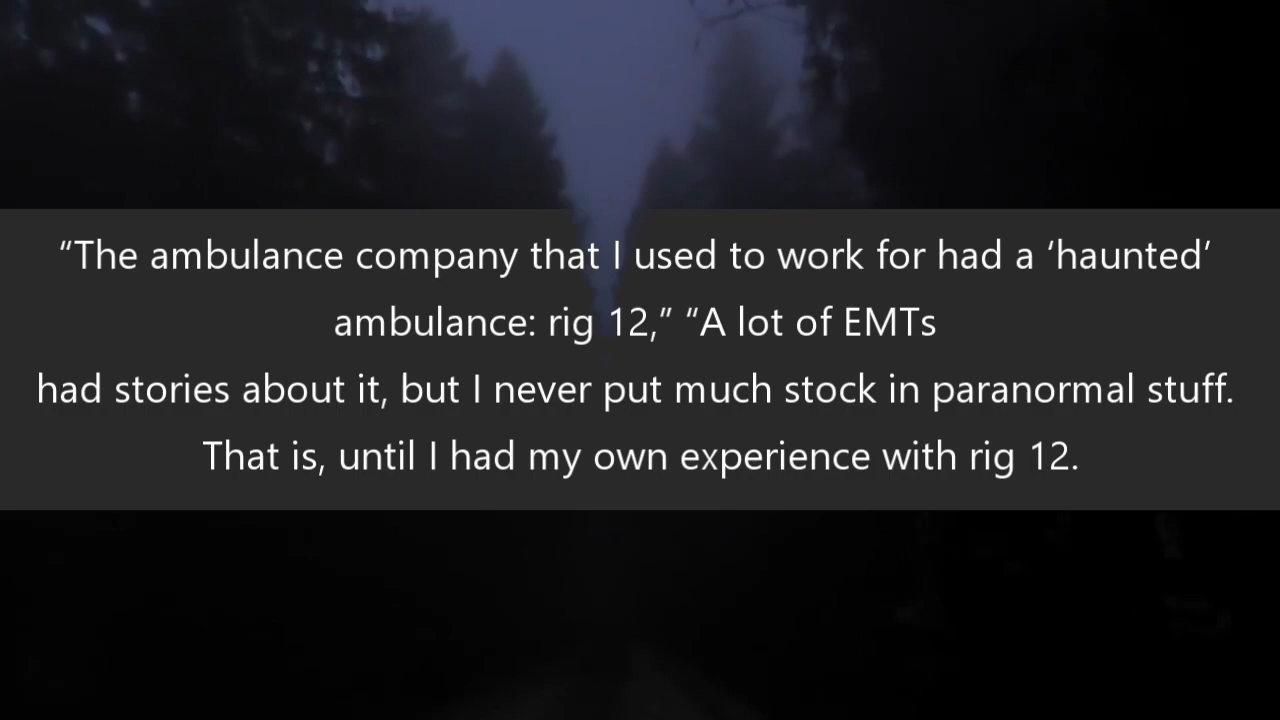 “The ambulance company that I used to work for had a ‘haunted’
ambulance: rig 12,” “A lot of EMTs
had stories about it, but I never put much stock in paranormal stuff.
That is, until I had my own experience with rig 12.